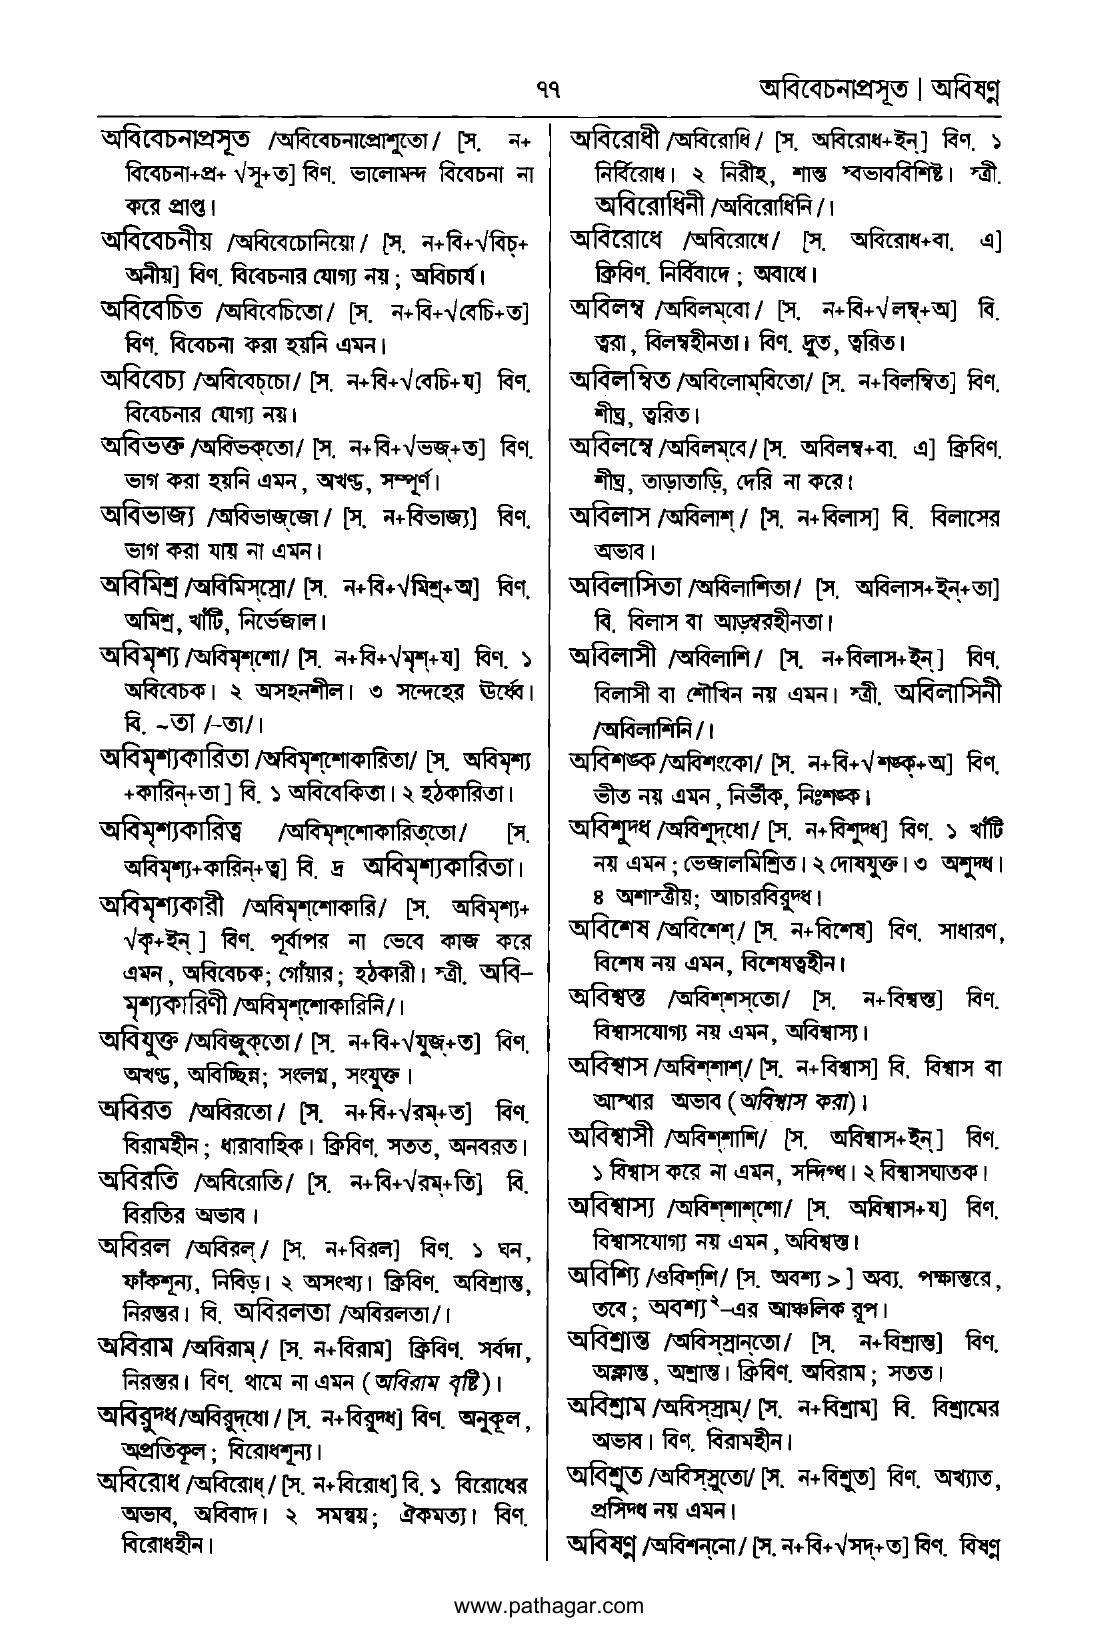 ৭৭
অবিবেচনাপ্রসূত | অবিষণ্ণ
অবিবেচনাপ্রসূত /অবিবেচনাপ্রোশুতো/ [স. ন+
বিবেচনা+প্র+ √সূ+ত] বিণ. ভালোমন্দ বিবেচনা না
করে প্রাপ্ত।
অবিবেচনীয় /অবিবেচোনিয়ো/ [স. ন+বি+√বিচ্+
অনীয়] বিণ. বিবেচনার যোগ্য নয়; অবিচার্য।
অবিবেচিত /অবিবেচিতো/ [স. ন+বি+√বেচি+ত]
বিণ. বিবেচনা করা হয়নি এমন।
অবিবেচ্য /অবিবেচ্‌চো/ [স. ন+বি+√বেচি+য] বিণ.
বিবেচনার যোগ্য নয়।
অবিভক্ত /অবিভক্‌তো/ [স. ন+বি+√ভজ্+ত] বিণ.
ভাগ করা হয়নি এমন, অখণ্ড, সম্পূর্ণ।
অবিভাজ্য /অবিভাজ্‌জো/ [স. ন+বিভাজ্য] বিণ.
ভাগ করা যায় না এমন।
অবিমিশ্র /অবিমিস্‌স্রো/ [স. ন+বি+√মিশ্র্+অ] বিণ.
অমিশ্র, খাঁটি, নির্ভেজাল।
অবিমৃশ্য /অবিমৃশ্‌শো/ [স. ন+বি+√মৃশ্+য] বিণ. ১
অবিবেচক। ২ অসহনশীল। ৩ সন্দেহের ঊর্ধ্বে।
বি. ~তা /-তা/।
অবিমৃশ্যকারিতা /অবিমৃশ্‌শোকারিতা/ [স. অবিমৃশ্য
+কারিন্+তা] বি. ১ অবিবেকিতা। ২ হঠকারিতা।
অবিমৃশ্যকারিত্ব /অবিমৃশ্‌শোকারিত্‌তো/ [স.
অবিমৃশ্য+কারিন্+ত্ব] বি. দ্র অবিমৃশ্যকারিতা।
অবিমৃশ্যকারী /অবিমৃশ্‌শোকারি/ [স. অবিমৃশ্য+
√কৃ+ইন্ ] বিণ. পূর্বাপর না ভেবে কাজ করে
এমন, অবিবেচক; গোঁয়ার; হঠকারী। স্ত্রী. অবি–
মৃশ্যকারিণী /অবিমৃশ্‌শোকারিনি/।
অবিযুক্ত /অবিজুক্‌তো/ [স. ন+বি+√যুজ্+ত] বিণ.
অখণ্ড, অবিচ্ছিন্ন; সংলগ্ন, সংযুক্ত।
অবিরত /অবিরতো/ [স. ন+বি+√রম্+ত] বিণ.
বিরামহীন; ধারাবাহিক। ক্রিবিণ. সতত, অনবরত।
অবিরতি /অবিরোতি/ [স. ন+বি+√রম্+তি] বি.
বিরতির অভাব।
অবিরল /অবিরল্/ [স. ন+বিরল] বিণ. ১ ঘন,
ফাঁকশূন্য, নিবিড়। ২ অসংখ্য। ক্রিবিণ. অবিশ্রান্ত,
নিরন্তর। বি. অবিরলতা /অবিরলতা/।
অবিরাম /অবিরাম্/ [স. ন+বিরাম] ক্রিবিণ. সর্বদা,
নিরন্তর। বিণ. থামে না এমন (অবিরাম বৃষ্টি)।
অবিরুদ্ধ/অবিরুদ্‌ধো/ [স. ন+বিরুদ্ধ] বিণ. অনুকূল,
অপ্রতিকূল; বিরোধশূন্য।
অবিরোধ /অবিরোধ্/ [স. ন+বিরোধ] বি. ১ বিরোধের
অভাব, অবিবাদ। ২ সমন্বয়; ঐকমত্য। বিণ.
বিরোধহীন।
অবিরোধী /অবিরোধি/ [স. অবিরোধ+ইন্] বিণ. ১
নির্বিরোধ। ২ নিরীহ, শান্ত স্বভাববিশিষ্ট। স্ত্রী.
অবিরোধিনী /অবিরোধিনি/।
অবিরোধে /অবিরোধে/ [স. অবিরোধ+বা. এ]
ক্রিবিণ. নির্বিবাদে; অবাধে।
অবিলম্ব /অবিলম্‌বো/ [স. ন+বি+√লম্ব্+অ] বি.
ত্বরা, বিলম্বহীনতা। বিণ. দ্রুত, ত্বরিত।
অবিলম্বিত /অবিলোম্‌বিতো/ [স. ন+বিলম্বিত] বিণ.
শীঘ্র, ত্বরিত।
অবিলম্বে /অবিলম্‌বে/ [স. অবিলম্ব+বা. এ] ক্রিবিণ.
শীঘ্র, তাড়াতাড়ি, দেরি না করে।
অবিলাস /অবিলাশ্/ [স. ন+বিলাস] বি. বিলাসের
অভাব।
অবিলাসিতা /অবিলাশিতা/ [স. অবিলাস+ইন্+তা]
বি. বিলাস বা আড়ম্বরহীনতা।
অবিলাসী /অবিলাশি/ [স. ন+বিলাস+ইন্] বিণ.
বিলাসী বা শৌখিন নয় এমন। স্ত্রী. অবিলাসিনী
/অবিলাশিনি/।
অবিশঙ্ক /অবিশংকো/ [স. ন+বি+√শঙ্ক্+অ] বিণ.
ভীত নয় এমন, নির্ভীক, নিঃশঙ্ক।
অবিশুদ্ধ /অবিশুদ্‌ধো/ [স. ন+বিশুদ্ধ] বিণ. ১ খাঁটি
নয় এমন; ভেজালমিশ্রিত। ২ দোষযুক্ত। ৩ অশুদ্ধ।
৪ অশাস্ত্রীয়; আচারবিরুদ্ধ।
অবিশেষ /অবিশেশ্/ [স. ন+বিশেষ] বিণ. সাধারণ,
বিশেষ নয় এমন, বিশেষত্বহীন।
অবিশ্বস্ত /অবিশ্‌শস্‌তো/ [স. ন+বিশ্বস্ত] বিণ.
বিশ্বাসযোগ্য নয় এমন, অবিশ্বাস্য।
অবিশ্বাস /অবিশ্‌শাশ্/ [স. ন+বিশ্বাস] বি. বিশ্বাস বা
আস্থার অভাব (অবিশ্বাস করা)।
অবিশ্বাসী /অবিশ্‌শাশি/ [স. অবিশ্বাস+ইন্] বিণ.
১ বিশ্বাস করে না এমন, সন্দিগ্ধ। ২ বিশ্বাসঘাতক।
অবিশ্বাস্য /অবিশ্‌শাশ্‌শো/ [স. অবিশ্বাস+য] বিণ.
বিশ্বাসযোগ্য নয় এমন, অবিশ্বস্ত।
অবিশ্যি /ওবিশ্‌শি/ [স. অবশ্য >] অব্য. পক্ষান্তরে,
তবে; অবশ্য২–এর আঞ্চলিক রূপ।
অবিশ্রান্ত /অবিস্‌স্রান্‌তো/ [স. ন+বিশ্রান্ত] বিণ.
অক্লান্ত, অশ্রান্ত। ক্রিবিণ. অবিরাম; সতত।
অবিশ্রাম /অবিস্‌স্রাম্/ [স. ন+বিশ্রাম] বি. বিশ্রামের
অভাব। বিণ. বিরামহীন।
অবিশ্রুত /অবিস্‌স্রুতো/ [স. ন+বিশ্রুত] বিণ. অখ্যাত,
প্রসিদ্ধ নয় এমন।
অবিষণ্ণ /অবিশন্‌নো/ [স. ন+বি+√সদ্+ত] বিণ. বিষণ্ণ
www.pathagar.com